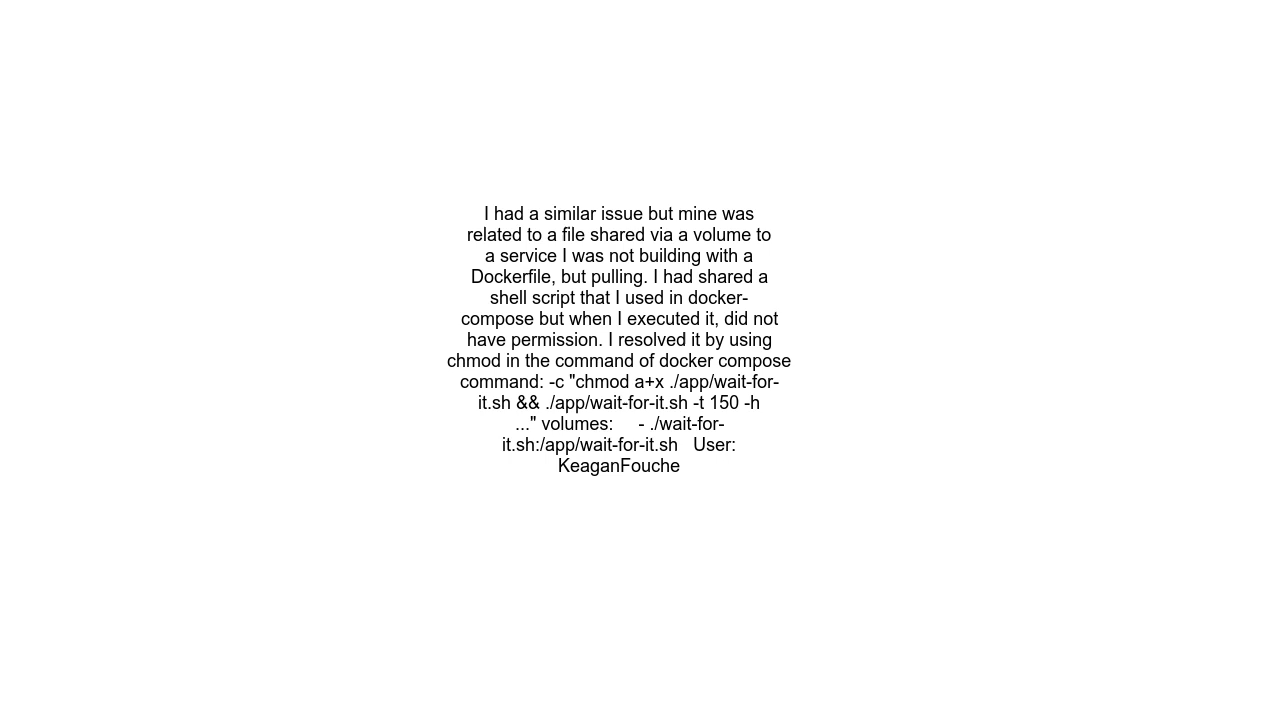 I had a similar issue but mine was
related to a file shared via a volume to
a service I was not building with a
Dockerfile, but pulling. I had shared a
shell script that I used in docker-
compose but when I executed it, did not
have permission. I resolved it by using
chmod in the command of docker compose
command: -c "chmod a+x ./app/wait-for-
it.sh && ./app/wait-for-it.sh -t 150 -h
..." volumes:     - ./wait-for-
it.sh:/app/wait-for-it.sh   User:
KeaganFouche